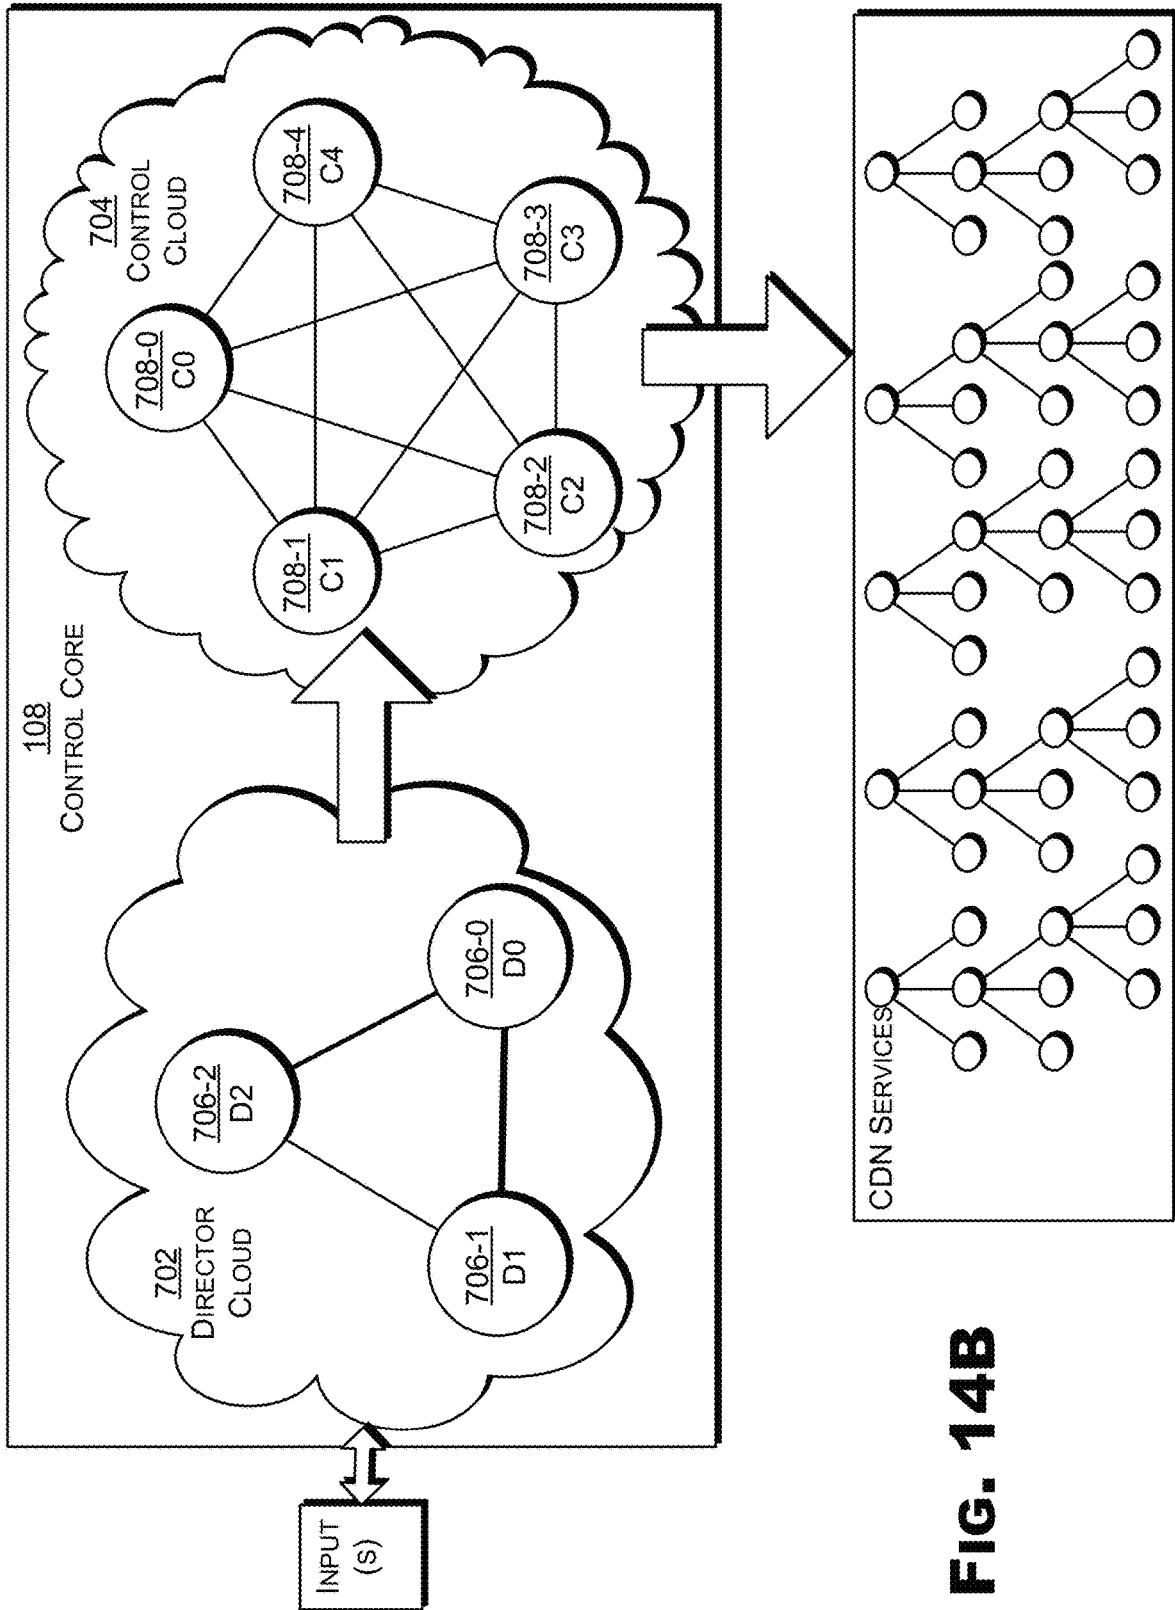 108
CONTROL CORE
INPUT
(S)
702
DIRECTOR
CLOUD
706-2
D2
706-1
D1
706-0
D0
704
CONTROL
CLOUD
708-0
C0
708-1
C1
708-4
C4
708-2
C2
708-3
C3
CDN SERVICES
FIG. 14B